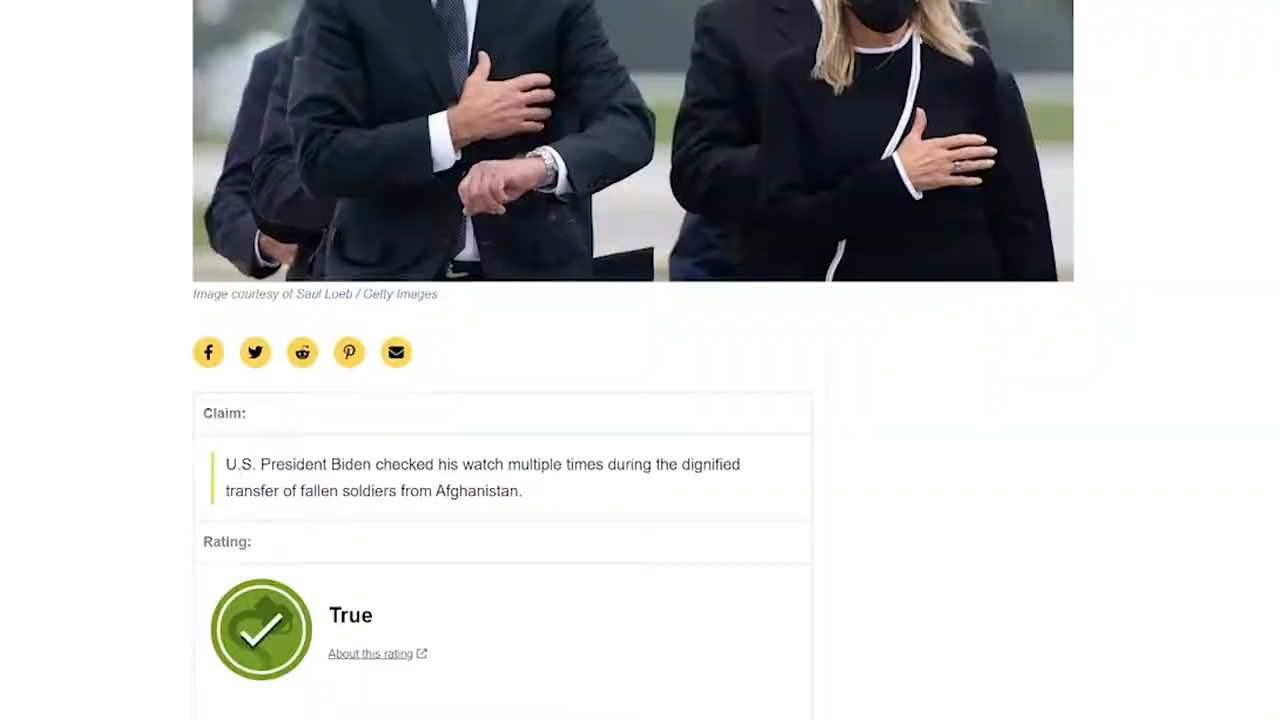 Image courtesy of Saul Loeb / Getty Images
Claim:
U.S. President Biden checked his watch multiple times during the dignified
transfer of fallen soldiers from Afghanistan.
Rating:
True
About this rating